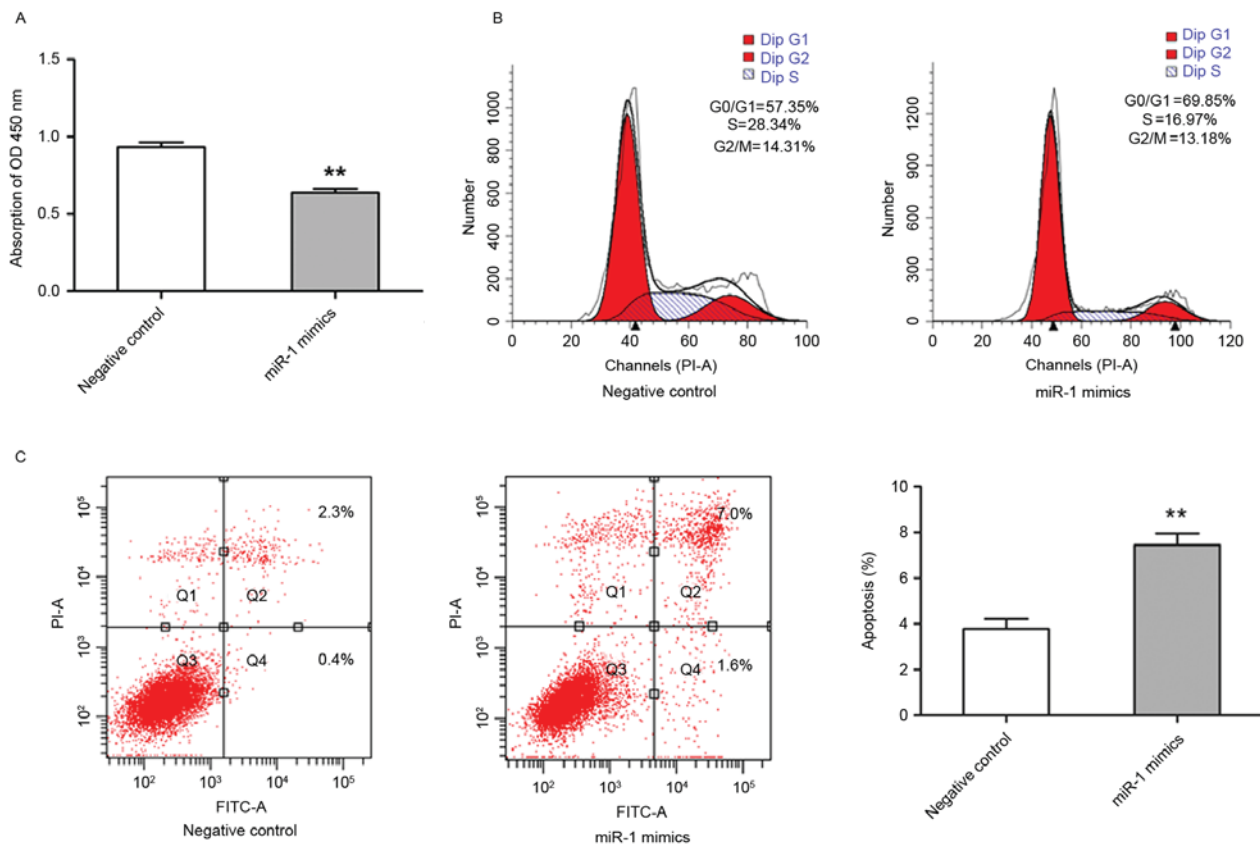 A
Absorption of OD 450 nm
1.5
1.0
0.5
0.0
**
Negative control
miR-1 mimics
B
Dip G1
Dip G2
Dip S
G0/G1=57.35%
S=28.34%
G2/M=14.31%
Number
1000
800
600
400
200
0
0 20 40 60 80 100
Channels (PI-A)
Negative control
Dip G1
Dip G2
Dip S
G0/G1=69.85%
S=16.97%
G2/M=13.18%
Number
1200
900
600
300
0
0 20 40 60 80 100 120
Channels (PI-A)
miR-1 mimics
C
PI-A
10⁵
10⁴
10³
10²
2.3%
Q1 Q2
Q3 Q4 0.4%
10² 10³ 10⁴ 10⁵
FITC-A
Negative control
PI-A
10⁵
10⁴
10³
10²
7.0%
Q1 Q2
Q3 Q4 1.6%
10² 10³ 10⁴ 10⁵
FITC-A
miR-1 mimics
Apoptosis (%)
10
8
6
4
2
0
**
Negative control
miR-1 mimics